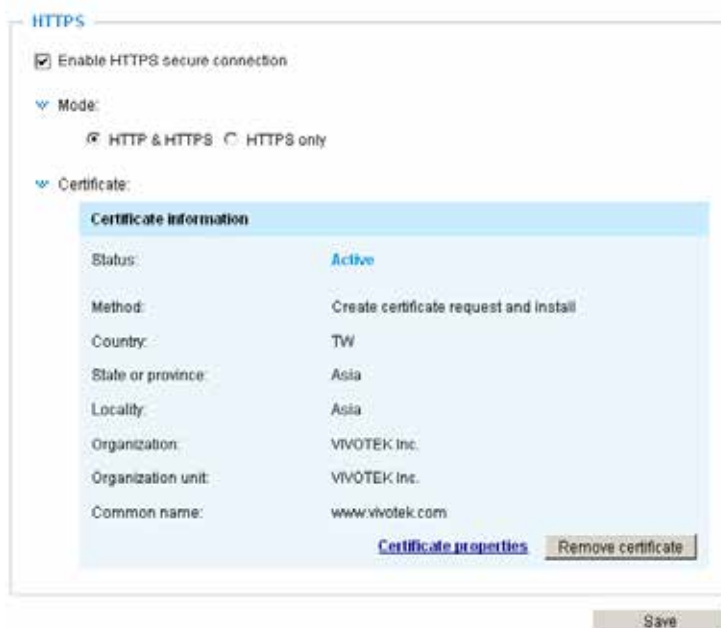 HTTPS
Enable HTTPS secure connection
Mode:
HTTP & HTTPS HTTPS only
Certificate:
Certificate information
Status: Active
Method: Create certificate request and install
Country: TW
State or province: Asia
Locality: Asia
Organization: VIVOTEK Inc.
Organization unit: VIVOTEK Inc.
Common name: www.vivotek.com
Certificate properties Remove certificate
Save